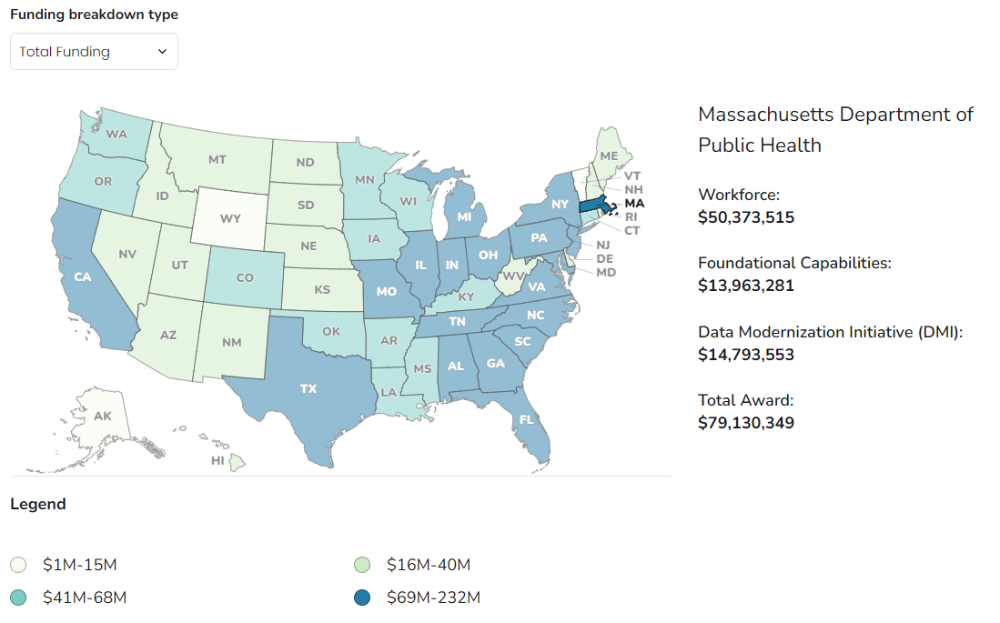 Funding breakdown type
Total Funding
WA
MT
ND
MN
ME
VT
NH
MA
RI
CT
OR
ID
SD
WI
MI
NY
WY
NE
IA
PA
NJ
DE
MD
NV
UT
CO
IL
IN
OH
WV
VA
CA
KS
MO
KY
AZ
NM
OK
AR
TN
NC
SC
MS
AL
GA
TX
LA
FL
AK
HI
Massachusetts Department of
Public Health
Workforce:
$50,373,515
Foundational Capabilities:
$13,963,281
Data Modernization Initiative (DMI):
$14,793,553
Total Award:
$79,130,349
Legend
$1M-15M
$16M-40M
$41M-68M
$69M-232M